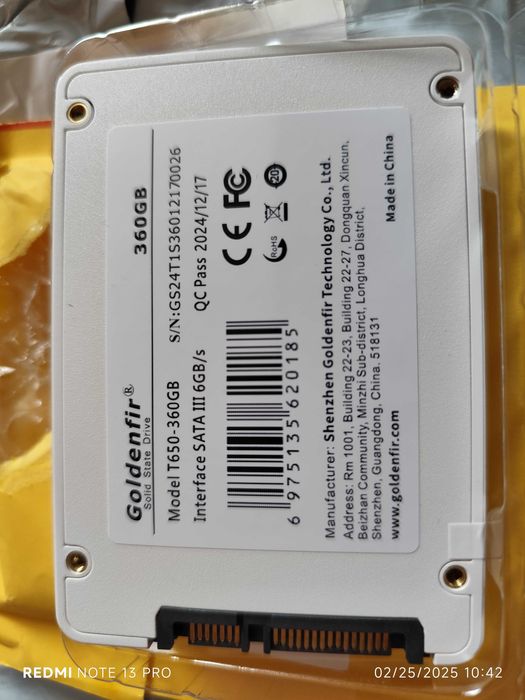 Goldenfir®
Solid State Drive
360GB
Model T650-360GB
S/N:GS24T1S36012170026
Interface SATA III 6GB/s
QC Pass 2024/12/17
CE FC
RoHS
20
6 975135 620185
Manufacturer: Shenzhen Goldenfir Technology Co., Ltd.
Address: Rm 1001, Building 22-23, Building 22-27, Dongquan Xincun,
Beizhan Community, Minzhi Sub-district, Longhua District,
Shenzhen, Guangdong, China. 518131
www.goldenfir.com
Made in China
REDMI NOTE 13 PRO
02/25/2025 10:42